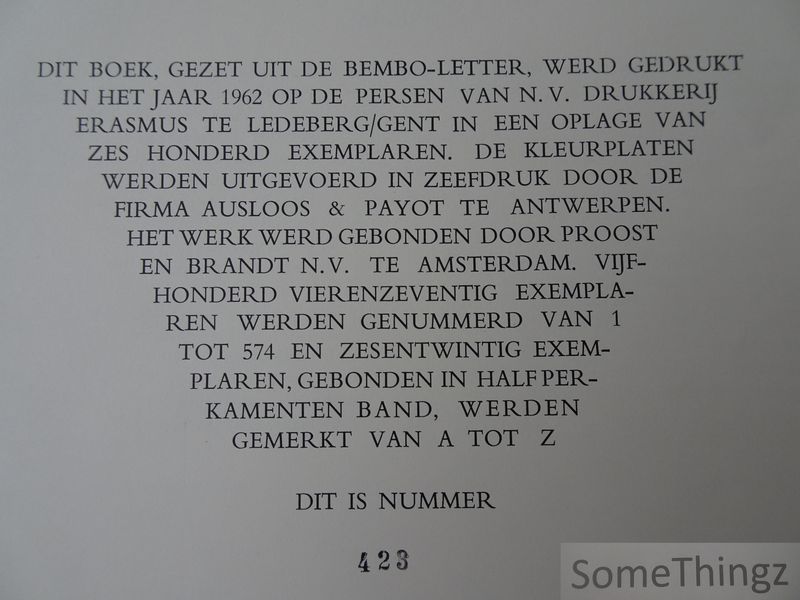 DIT BOEK, GEZET UIT DE BEMBO-LETTER, WERD GEDRUKT
IN HET JAAR 1962 OP DE PERSEN VAN N.V. DRUKKERIJ
ERASMUS TE LEDEBERG/GENT IN EEN OPLAGE VAN
ZES HONDERD EXEMPLAREN. DE KLEURPLATEN
WERDEN UITGEVOERD IN ZEEFDRUK DOOR DE
FIRMA AUSLOOS & PAYOT TE ANTWERPEN.
HET WERK WERD GEBONDEN DOOR PROOST
EN BRANDT N.V. TE AMSTERDAM. VIJF-
HONDERD VIERENZEVENTIG EXEMPLA-
REN WERDEN GENUMMERD VAN 1
TOT 574 EN ZESENTWINTIG EXEM-
PLAREN, GEBONDEN IN HALFPER-
KAMENTEN BAND, WERDEN
GEMERKT VAN A TOT Z
DIT IS NUMMER
423
SomeThingz